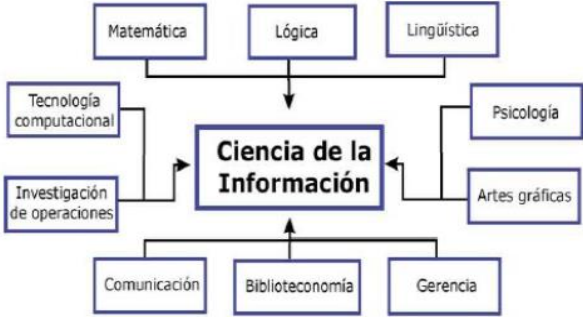 Matemática
Lógica
Lingüística
Tecnología
computacional
Psicología
Ciencia de la
Información
Investigación
de operaciones
Artes gráficas
Comunicación
Biblioteconomía
Gerencia